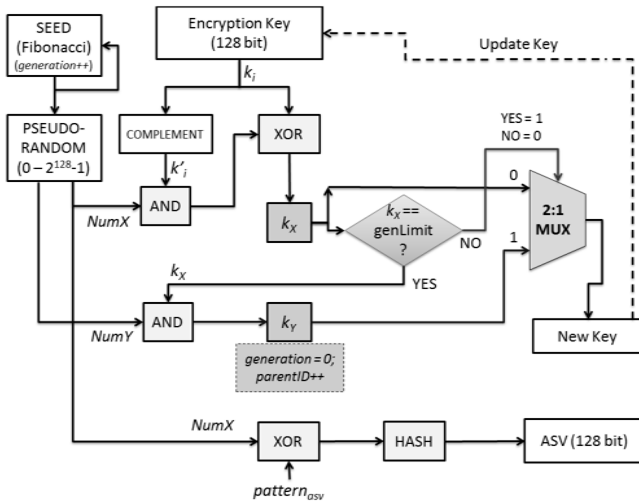 SEED
(Fibonacci)
(generation++)
Encryption Key
(128 bit)
Update Key
k_i
PSEUDO-
RANDOM
(0 – 2^128-1)
COMPLEMENT
XOR
YES = 1
NO = 0
k'_i
AND
NumX
k_X
k_X ==
genLimit
?
NO
0
2:1
MUX
1
YES
k_X
AND
NumY
k_Y
New Key
generation = 0;
parentID++
NumX
XOR
HASH
ASV (128 bit)
pattern_asv